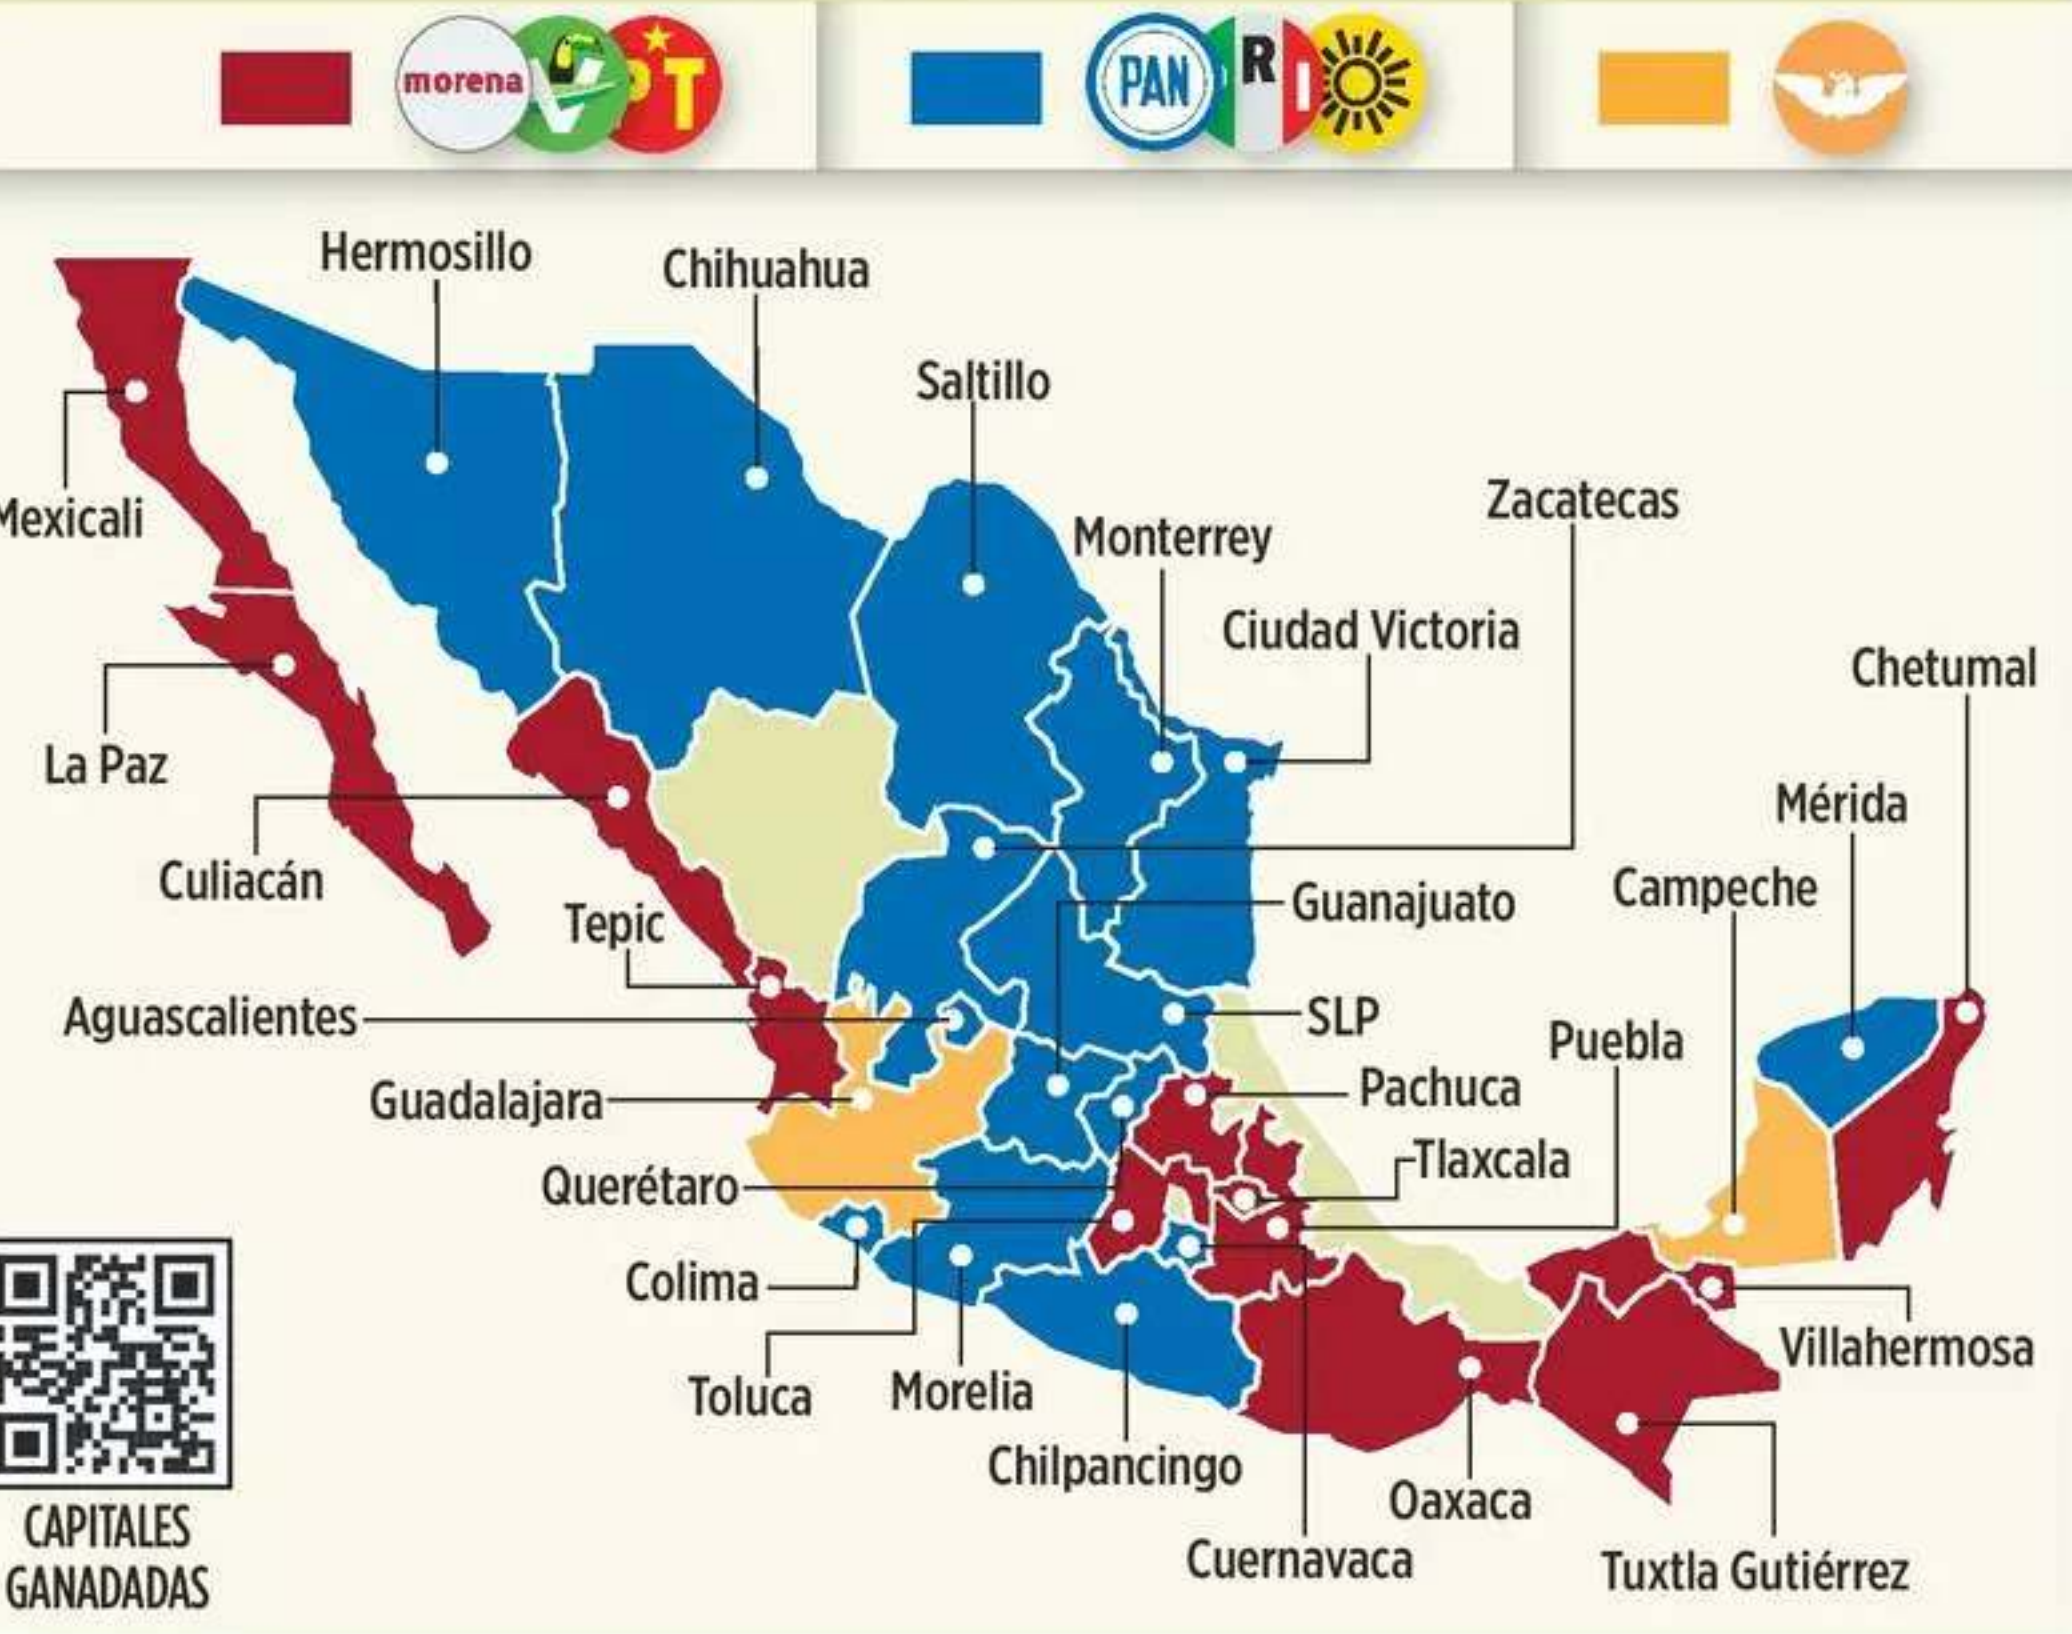 morena
V
PT
PAN
PRI
Hermosillo
Chihuahua
Saltillo
Zacatecas
Mexicali
Monterrey
Ciudad Victoria
Chetumal
La Paz
Mérida
Culiacán
Campeche
Guanajuato
Tepic
Aguascalientes
SLP
Puebla
Pachuca
Guadalajara
Tlaxcala
Querétaro
Colima
Villahermosa
Toluca
Morelia
Chilpancingo
Oaxaca
Cuernavaca
Tuxtla Gutiérrez
CAPITALES
GANADADAS